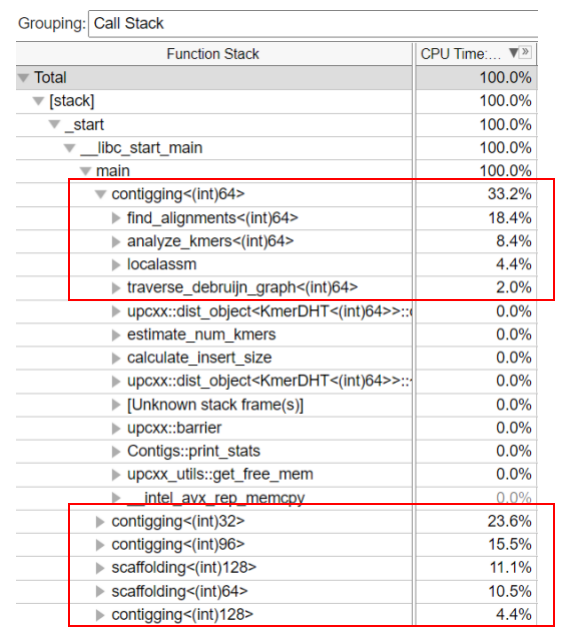 Grouping: Call Stack
Function Stack CPU Time:...
Total 100.0%
[stack] 100.0%
_start 100.0%
__libc_start_main 100.0%
main 100.0%
contigging<(int)64> 33.2%
find_alignments<(int)64> 18.4%
analyze_kmers<(int)64> 8.4%
localassm 4.4%
traverse_debruijn_graph<(int)64> 2.0%
upcxx::dist_object<KmerDHT<(int)64>>:: 0.0%
estimate_num_kmers 0.0%
calculate_insert_size 0.0%
upcxx::dist_object<KmerDHT<(int)64>>:: 0.0%
[Unknown stack frame(s)] 0.0%
upcxx::barrier 0.0%
Contigs::print_stats 0.0%
upcxx_utils::get_free_mem 0.0%
__intel_avx_rep_memcpy 0.0%
contigging<(int)32> 23.6%
contigging<(int)96> 15.5%
scaffolding<(int)128> 11.1%
scaffolding<(int)64> 10.5%
contigging<(int)128> 4.4%